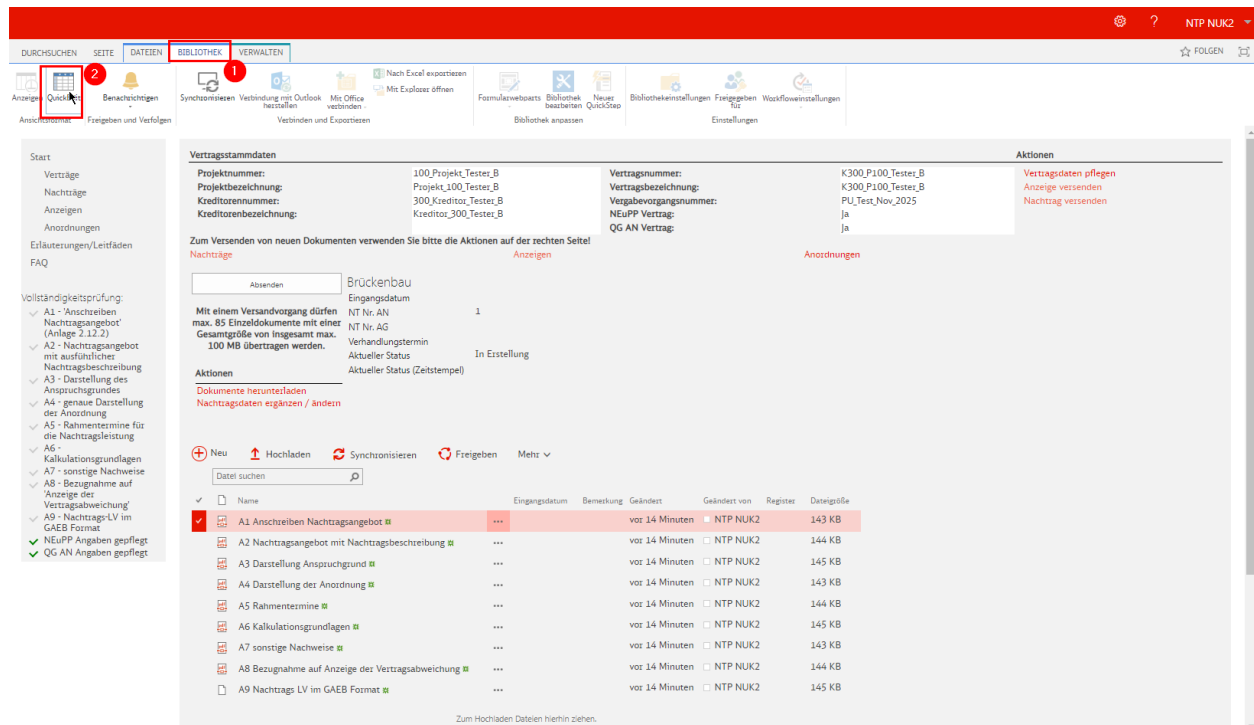 NTP NUK2
DURCHSUCHEN SEITE DATEIEN BIBLIOTHEK VERWALTEN
FOLGEN
1
2
Anzeigen
Benachrichtigen
Synchronisieren
Verbindung mit Outlook herstellen
Mit Office verbinden
Nach Excel exportieren
Mit Explorer öffnen
Formularwebparts
Bibliothek bearbeiten
Neuer QuickStep
Bibliothekeinstellungen
Freigegeben für
Workfloweinstellungen
Ansichtsformat
Freigeben und Verfolgen
Verbinden und Exportieren
Bibliothek anpassen
Einstellungen
Start
Verträge
Nachträge
Anzeigen
Anordnungen
Erläuterungen/Leitfäden
FAQ
Vollständigkeitsprüfung:
A1 - 'Anschreiben
Nachtragsangebot'
(Anlage 2.12.2)
A2 - Nachtragsangebot
mit ausführlicher
Nachtragsbeschreibung
A3 - Darstellung des
Anspruchsgrundes
A4 - genaue Darstellung
der Anordnung
A5 - Rahmentermine für
die Nachtragsleistung
A6 -
Kalkulationsgrundlagen
A7 - sonstige Nachweise
A8 - Bezugnahme auf
'Anzeige der
Vertragsabweichung'
A9 - Nachtrags-LV im
GAEB Format
NEuPP Angaben gepflegt
QG AN Angaben gepflegt
Vertragsstammdaten
Projektnummer: 100_Projekt_Tester_B
Projektbezeichnung: Projekt_100_Tester_B
Kreditorennummer: 300_Kreditor_Tester_B
Kreditorenbezeichnung: Kreditor_300_Tester_B
Vertragsnummer: K300_P100_Tester_B
Vertragsbezeichnung: K300_P100_Tester_B
Vergabevorgangsnummer: PU_Test_Nov_2025
NEuPP Vertrag: Ja
QG AN Vertrag: Ja
Aktionen
Vertragsdaten pflegen
Anzeige versenden
Nachtrag versenden
Zum Versenden von neuen Dokumenten verwenden Sie bitte die Aktionen auf der rechten Seite!
Nachträge Anzeigen Anordnungen
Absenden
Mit einem Versandvorgang dürfen
max. 85 Einzeldokumente mit einer
Gesamtgröße von insgesamt max.
100 MB übertragen werden.
Aktionen
Dokumente herunterladen
Nachtragsdaten ergänzen / ändern
Brückenbau
Eingangsdatum
NT Nr. AN 1
NT Nr. AG
Verhandlungstermin
Aktueller Status In Erstellung
Aktueller Status (Zeitstempel)
Neu Hochladen Synchronisieren Freigeben Mehr
Datei suchen
Name Eingangsdatum Bemerkung Geändert Geändert von Register Dateigröße
A1 Anschreiben Nachtragsangebot ... vor 14 Minuten NTP NUK2 143 KB
A2 Nachtragsangebot mit Nachtragsbeschreibung ... vor 14 Minuten NTP NUK2 144 KB
A3 Darstellung Anspruchgrund ... vor 14 Minuten NTP NUK2 145 KB
A4 Darstellung der Anordnung ... vor 14 Minuten NTP NUK2 143 KB
A5 Rahmentermine ... vor 14 Minuten NTP NUK2 144 KB
A6 Kalkulationsgrundlagen ... vor 14 Minuten NTP NUK2 145 KB
A7 sonstige Nachweise ... vor 14 Minuten NTP NUK2 143 KB
A8 Bezugnahme auf Anzeige der Vertragsabweichung ... vor 14 Minuten NTP NUK2 144 KB
A9 Nachtrags LV im GAEB Format ... vor 14 Minuten NTP NUK2 145 KB
Zum Hochladen Dateien hierhin ziehen.